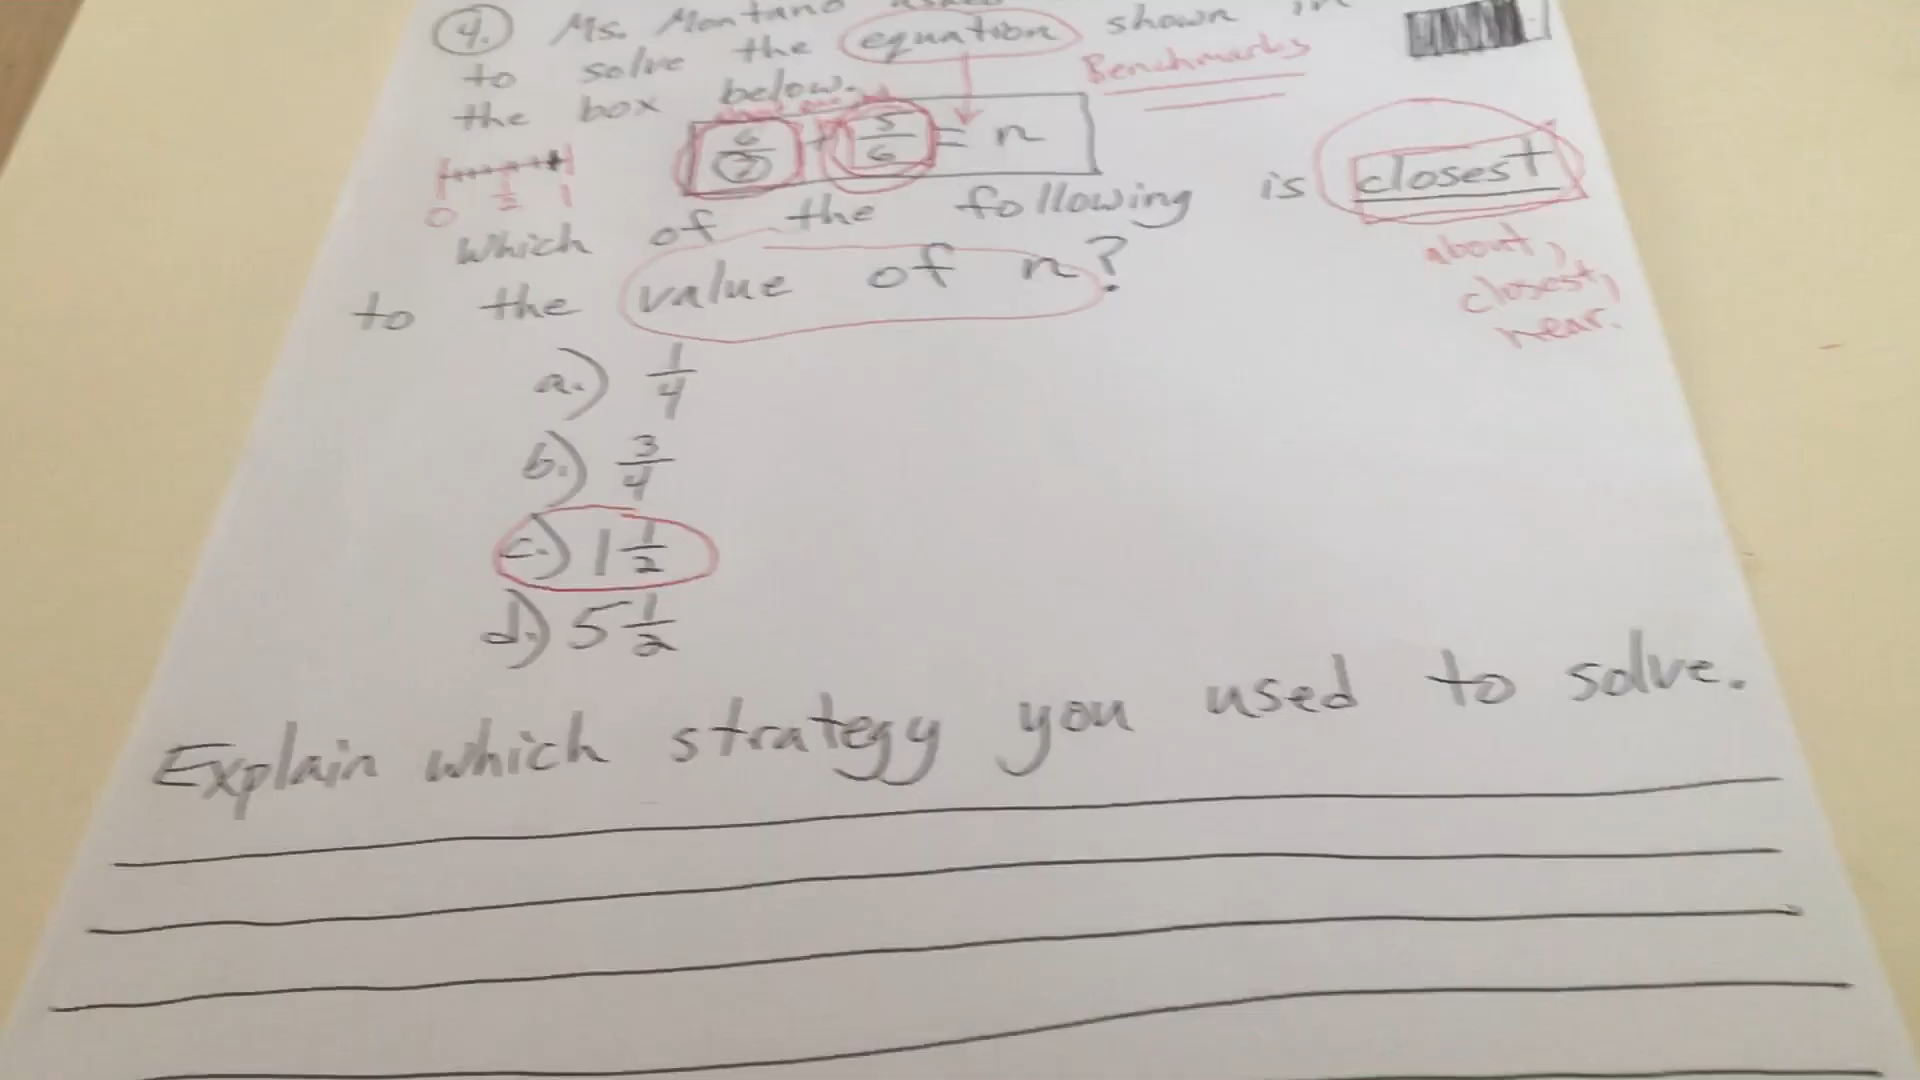 4. Ms. Montano asked
to solve the equation shown in
the box below.
Benchmarks
6/7 + 5/6 = n
0 1/2 1
Which of the following is closest
to the value of n?
about,
closest,
near.
a.) 1/4
b.) 3/4
c.) 1 1/2
d.) 5 1/2
Explain which strategy you used to solve.